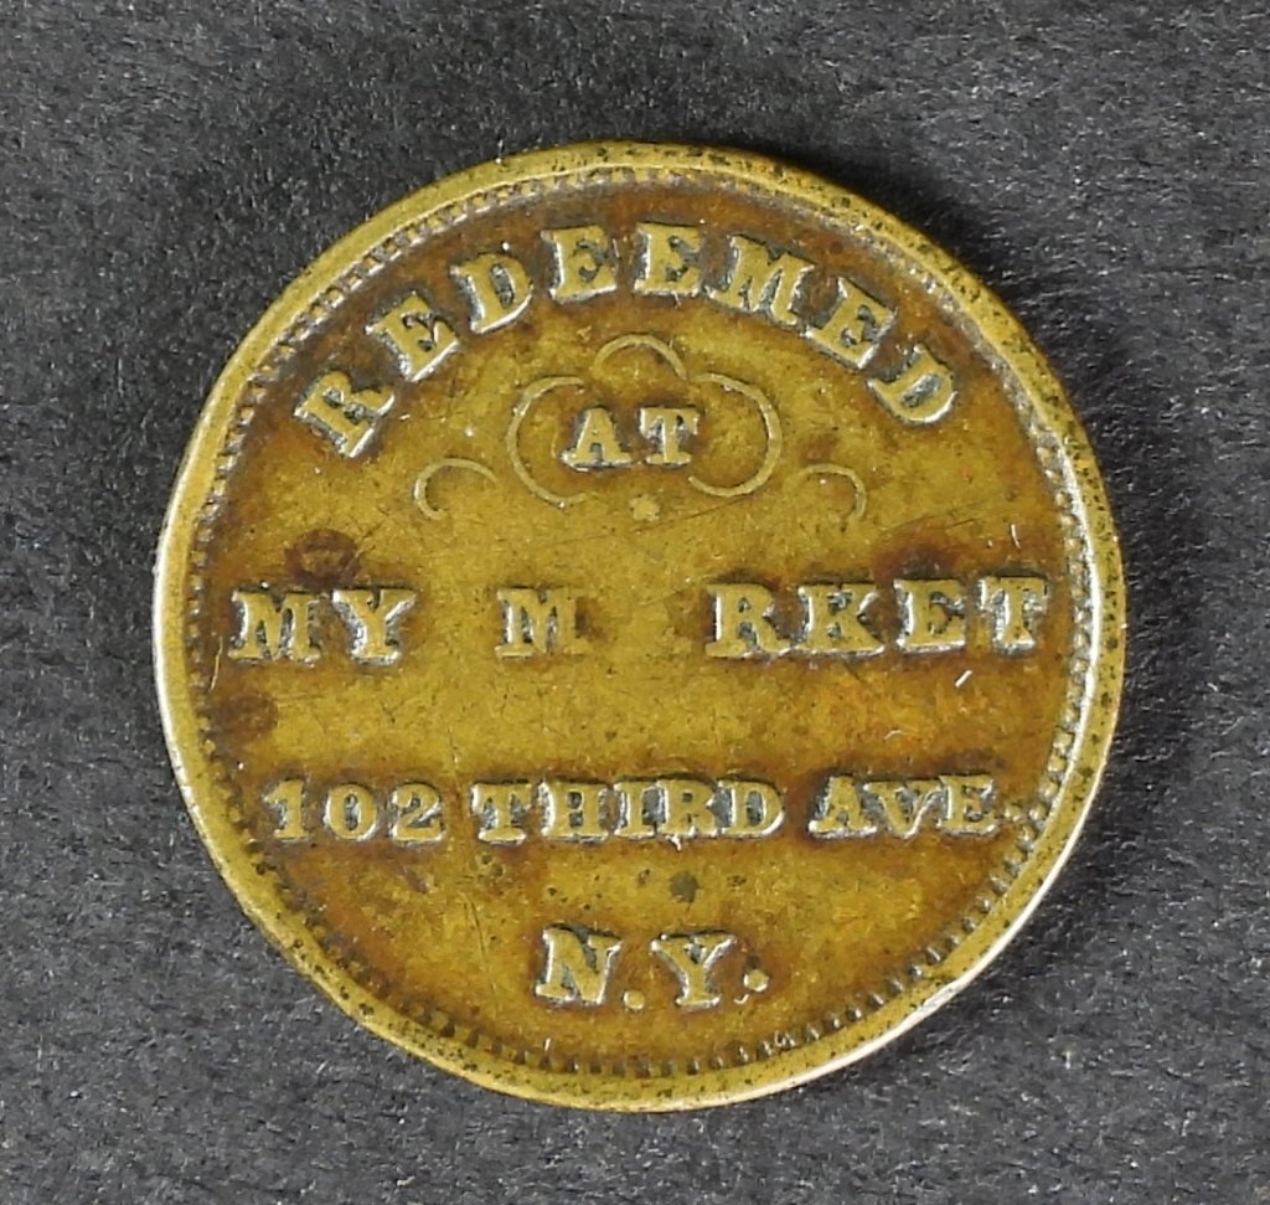 REDEEMED
AT
MY M RKET
102 THIRD AVE.
N.Y.